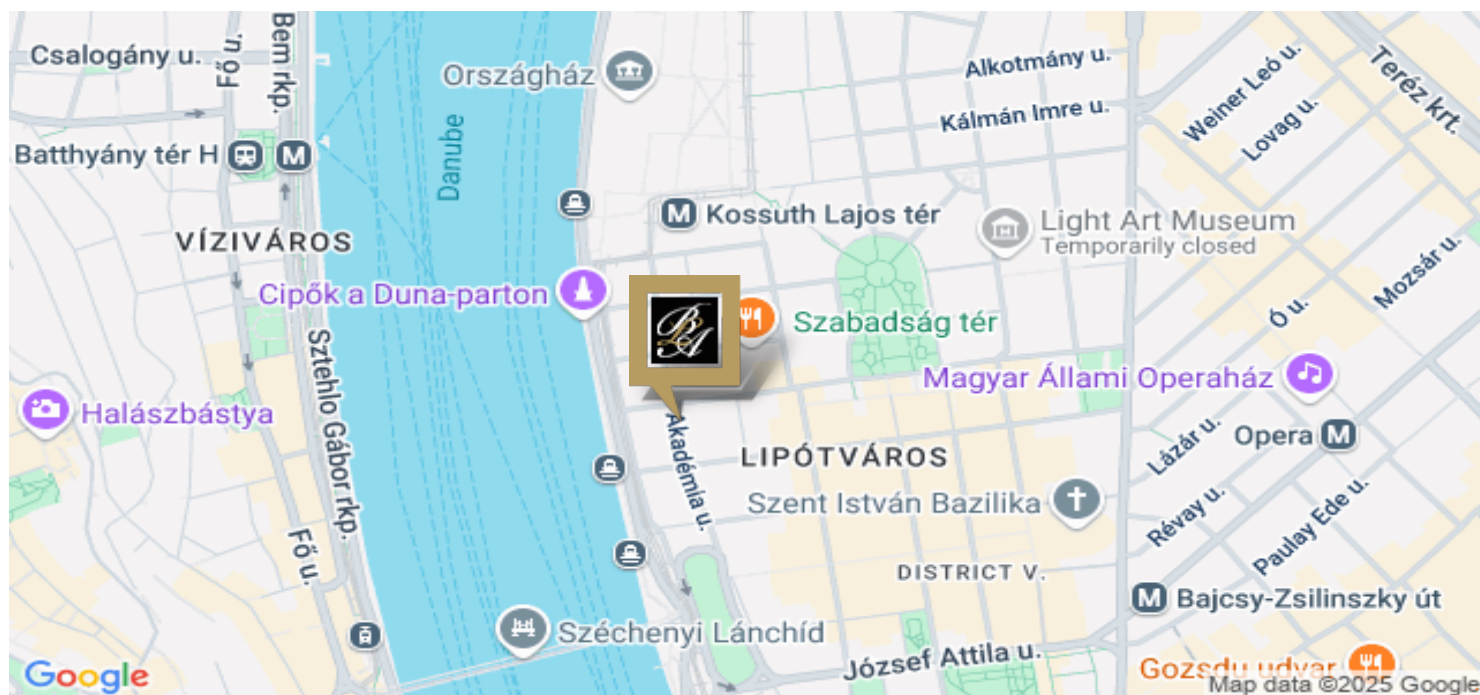 Csalogány u.
Fő u.
Bem rkp.
Országház
Alkotmány u.
Weiner Leó u.
Teréz krt.
Kálmán Imre u.
Lovag u.
Batthyány tér H
M
Danube
M
Kossuth Lajos tér
Light Art Museum
Temporarily closed
VÍZIVÁROS
Mozsár u.
Cipők a Duna-parton
BLA
Szabadság tér
Ó u.
Sztehlo Gábor rkp.
Magyar Állami Operaház
Halászbástya
Akadémia u.
Lázár u.
Opera
M
LIPÓTVÁROS
Szent István Bazilika
Révay u.
Paulay Ede u.
Fő u.
DISTRICT V.
M
Bajcsy-Zsilinszky út
Széchenyi Lánchíd
József Attila u.
Gozsdu udvar
Google
Map data ©2025 Google